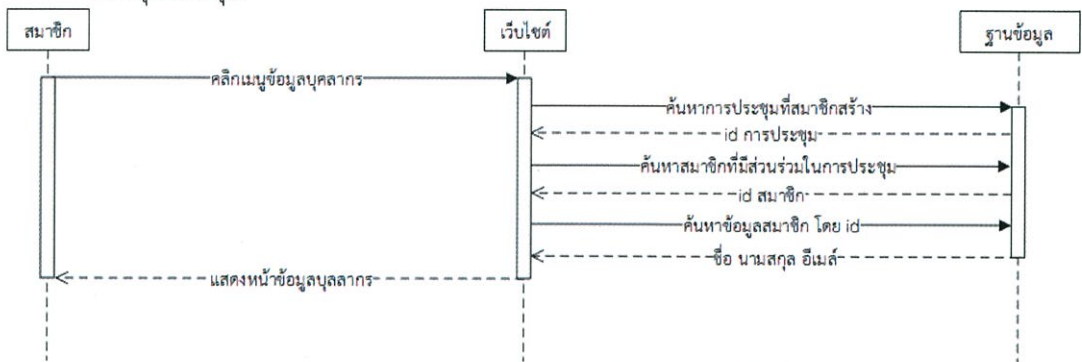 สมาชิก
เว็บไซต์
ฐานข้อมูล
คลิกเมนูข้อมูลบุคลากร
ค้นหาการประชุมที่สมาชิกสร้าง
id การประชุม
ค้นหาสมาชิกที่มีส่วนร่วมในการประชุม
id สมาชิก
ค้นหาข้อมูลสมาชิก โดย id
ชื่อ นามสกุล อีเมล์
แสดงหน้าข้อมูลบุลลากร